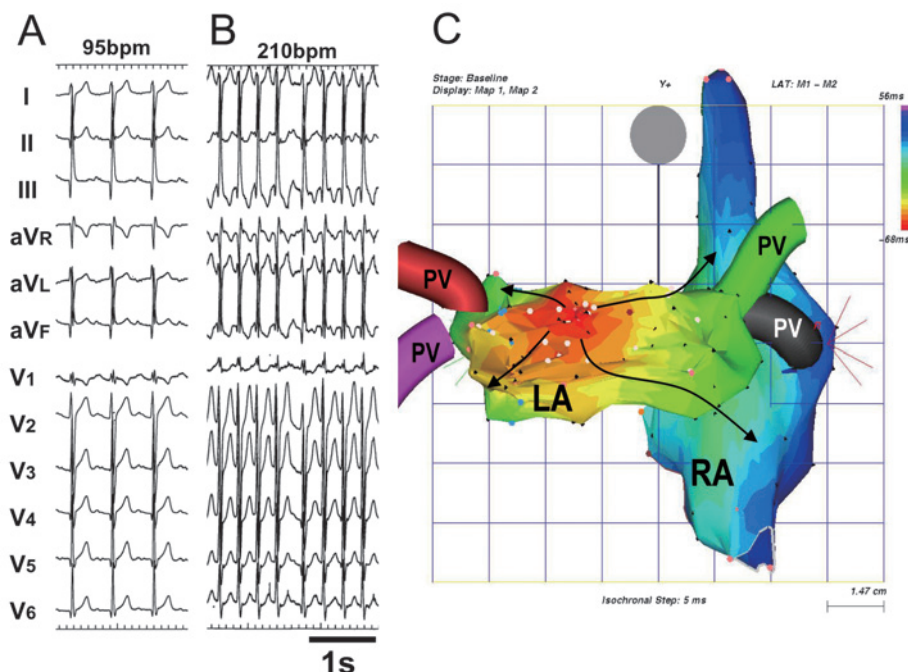 A
95bpm
I
II
III
aVR
aVL
aVF
V1
V2
V3
V4
V5
V6
B
210bpm
1s
C
Stage: Baseline
Display: Map 1, Map 2
Y+
LAT: M1 – M2
56ms
–68ms
PV
PV
PV
PV
LA
RA
Isochronal Step: 5 ms
1.47 cm